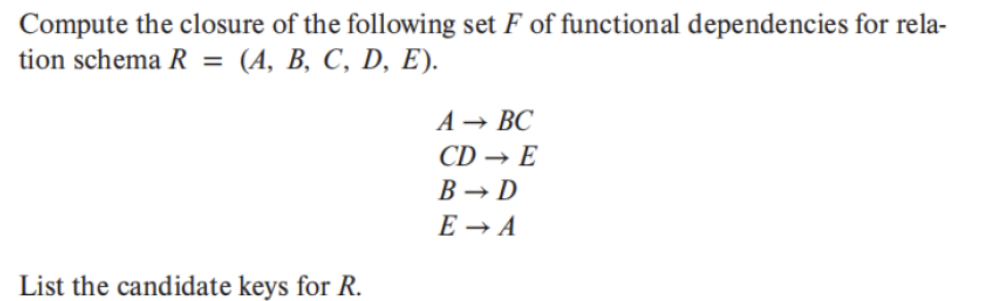 Compute the closure of the following set F of functional dependencies for rela-
tion schema R = (A, B, C, D, E).
A → BC
CD → E
B → D
E → A
List the candidate keys for R.